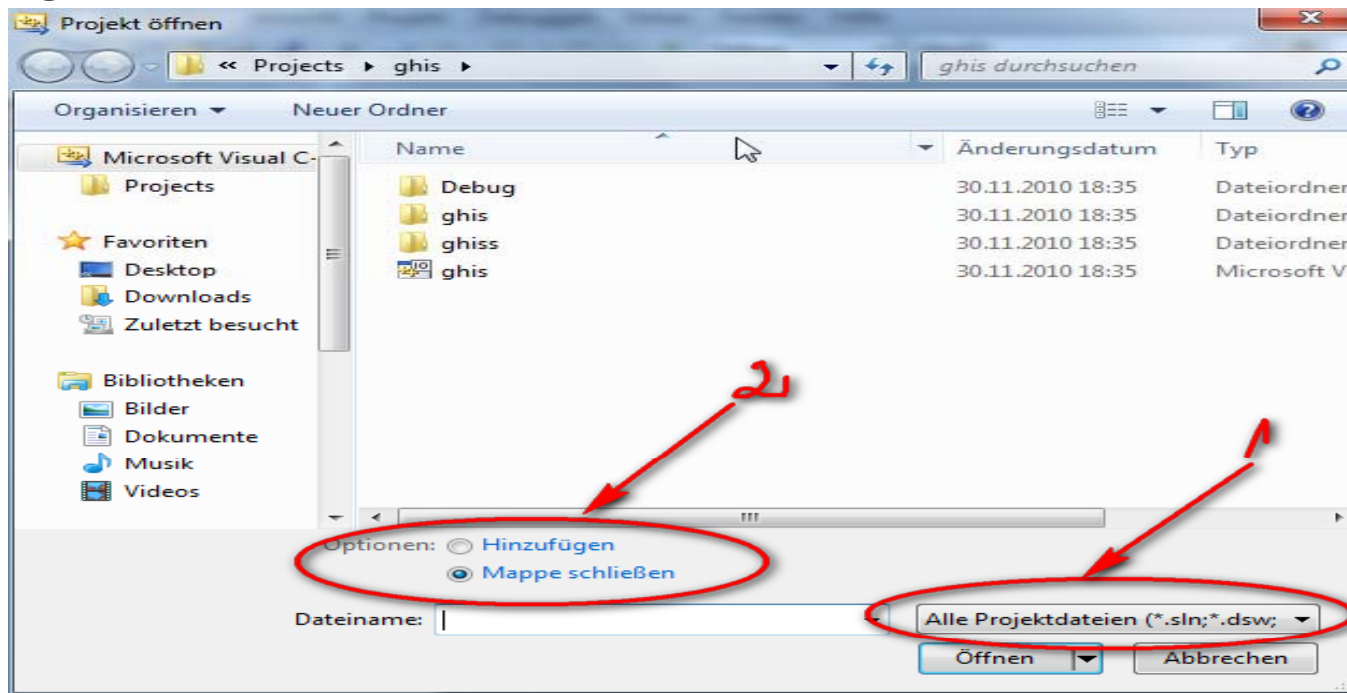 Projekt öffnen
« Projects ▸ ghis ▸ ghis durchsuchen
Organisieren Neuer Ordner
Microsoft Visual C-
Projects
Favoriten
Desktop
Downloads
Zuletzt besucht
Bibliotheken
Bilder
Dokumente
Musik
Videos
Name Änderungsdatum Typ
Debug 30.11.2010 18:35 Dateiordner
ghis 30.11.2010 18:35 Dateiordner
ghiss 30.11.2010 18:35 Dateiordner
ghis 30.11.2010 18:35 Microsoft V
2
1
Optionen: Hinzufügen
Mappe schließen
Dateiname: Alle Projektdateien (*.sln;*.dsw;
Öffnen Abbrechen